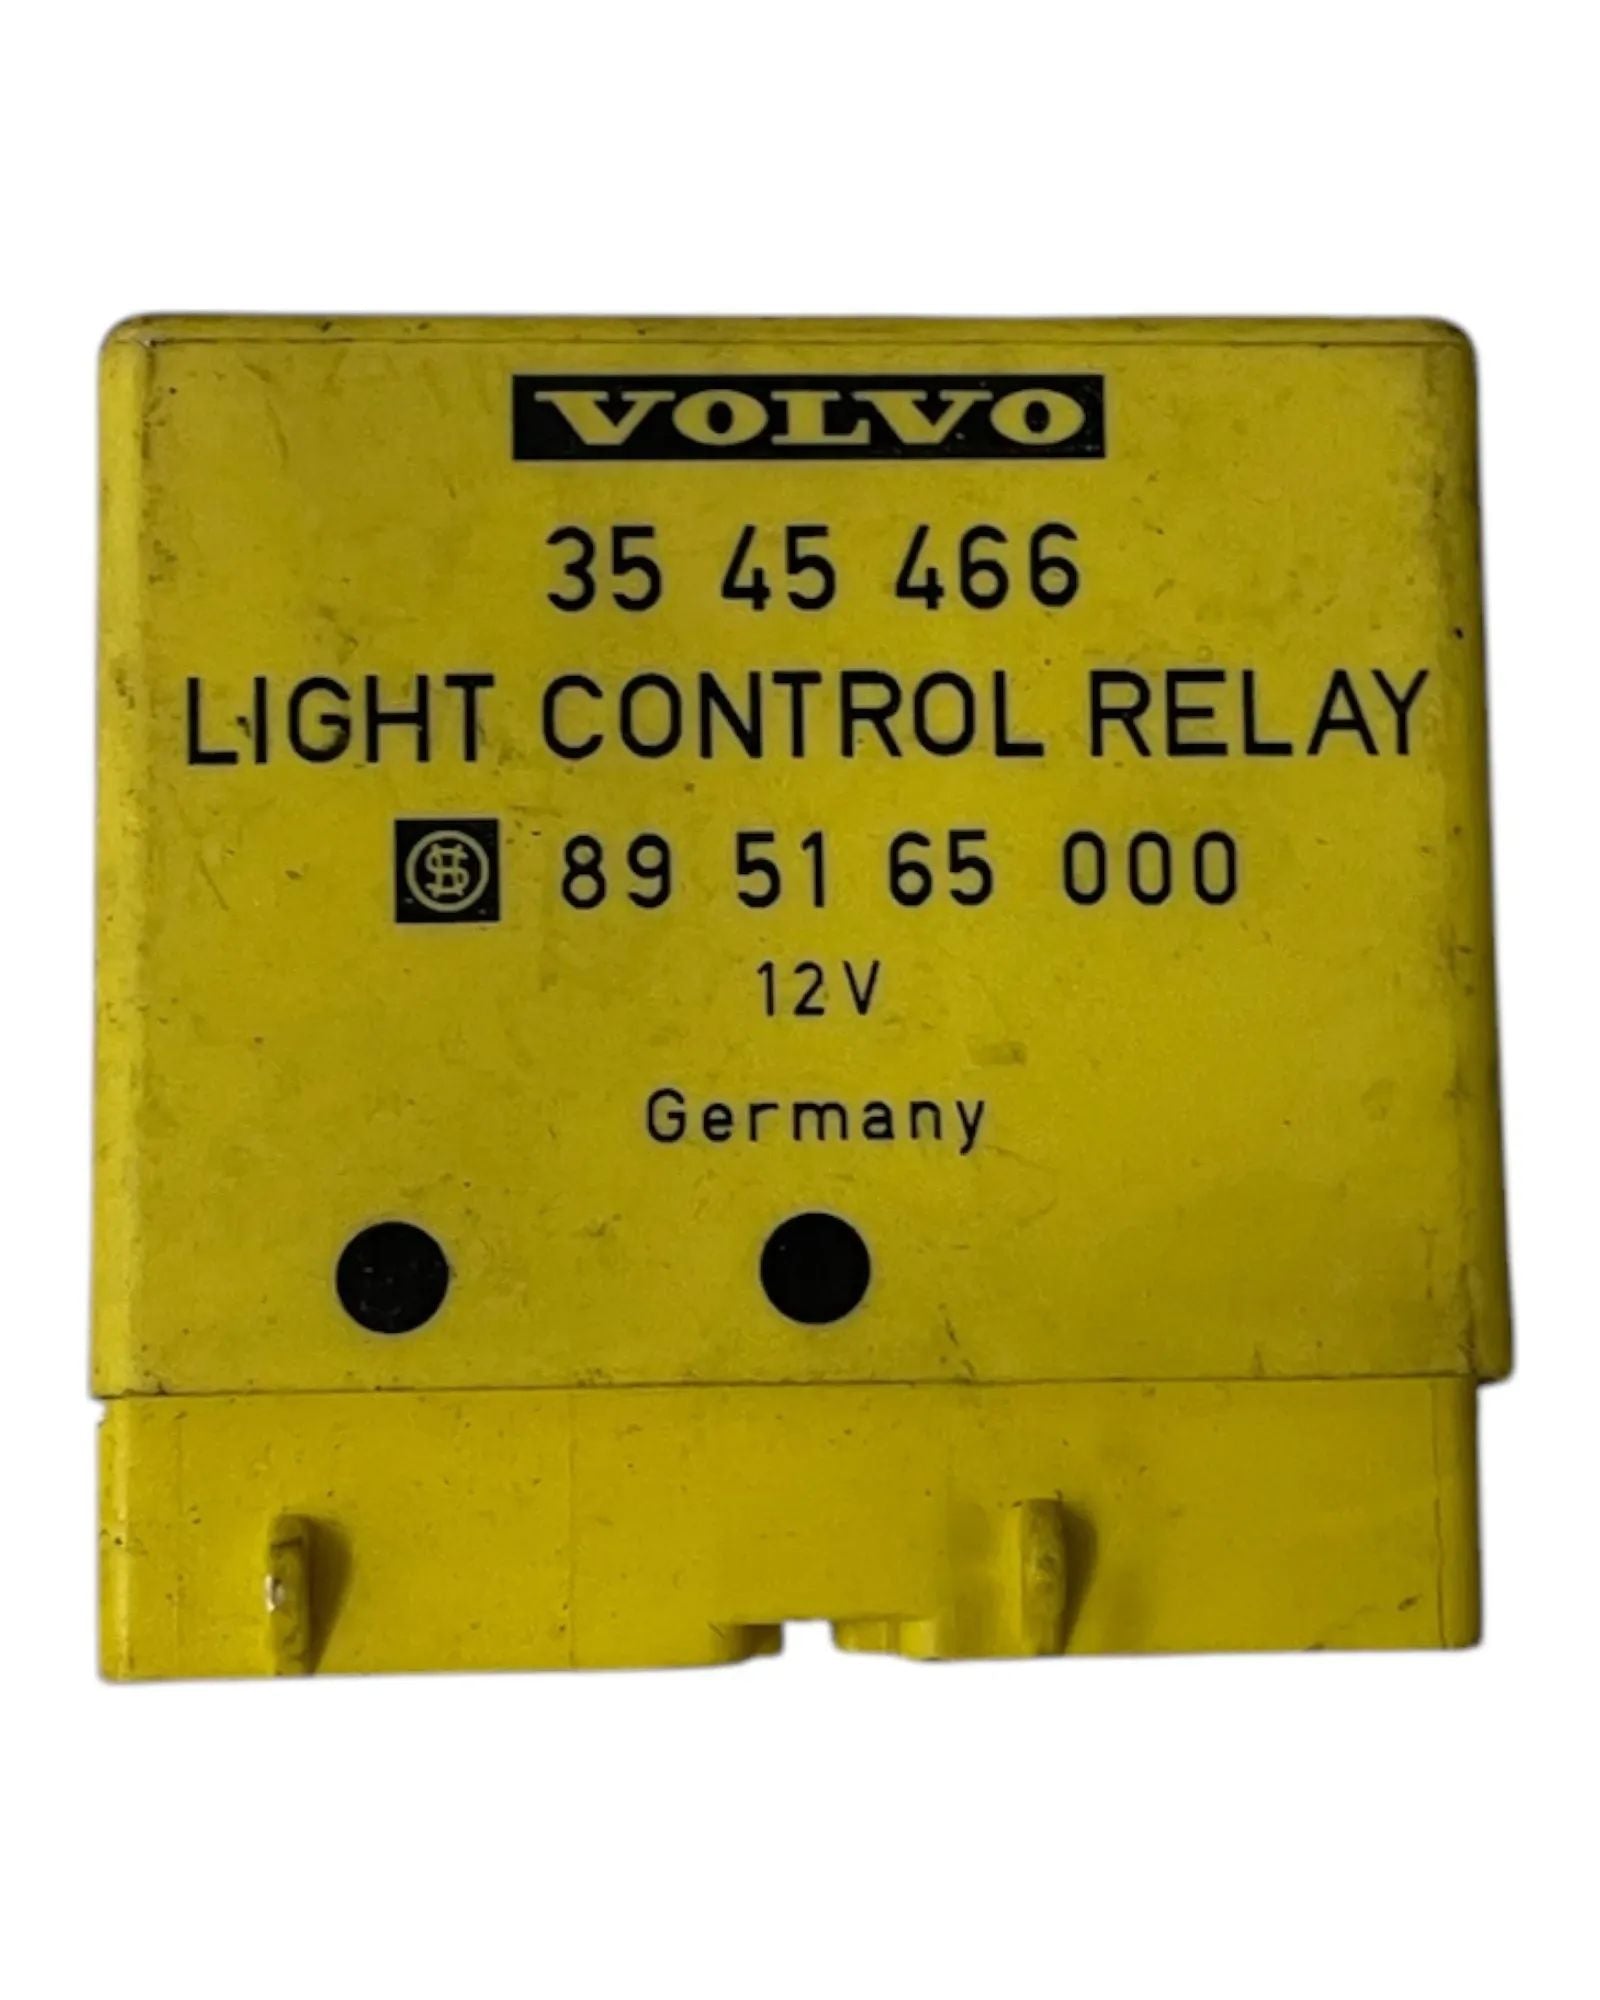 VOLVO
35 45 466
LIGHT CONTROL RELAY
89 51 65 000
12V
Germany